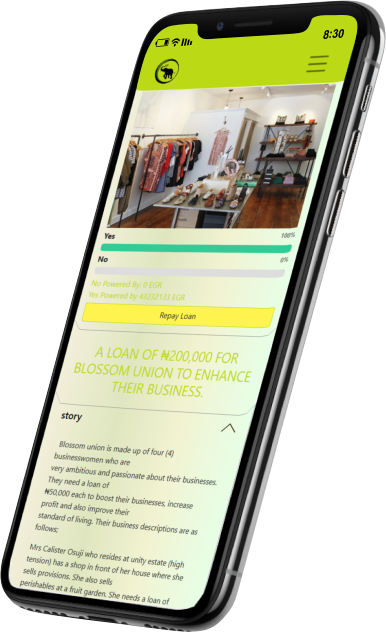 8:30
Yes
100%
No
0%
No Powered By: 0 EGR
Yes Powered by 43232133 EGR
Repay Loan
A LOAN OF ₦200,000 FOR
BLOSSOM UNION TO ENHANCE
THEIR BUSINESS.
story
Blossom union is made up of four (4)
businesswomen who are
very ambitious and passionate about their businesses.
They need a loan of
₦50,000 each to boost their businesses, increase
profit and also improve their
standard of living. Their business descriptions are as
follows;
Mrs Calister Osuji who resides at unity estate (high
tension) has a shop in front of her house where she
sells provisions. She also sells
perishables at a fruit garden. She needs a loan of